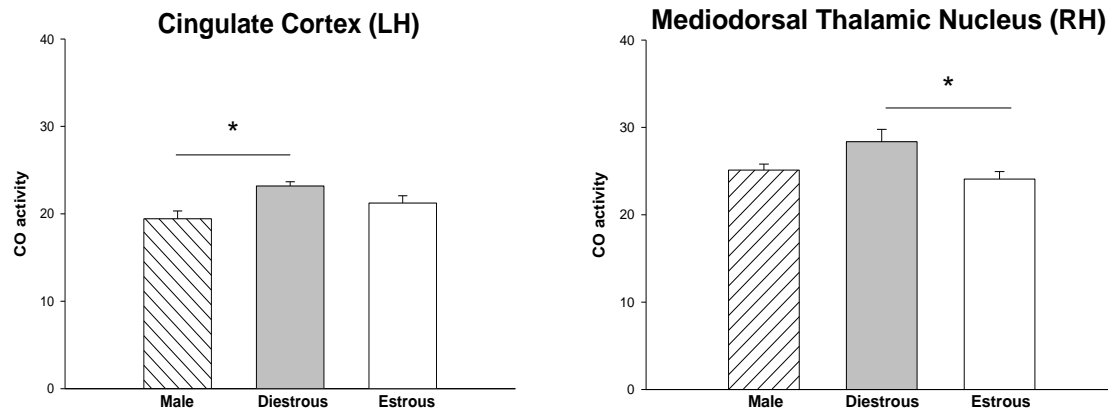 Cingulate Cortex (LH)
40
30
20
10
0
CO activity
*
Male Diestrous Estrous
Mediodorsal Thalamic Nucleus (RH)
40
30
20
10
0
CO activity
*
Male Diestrous Estrous